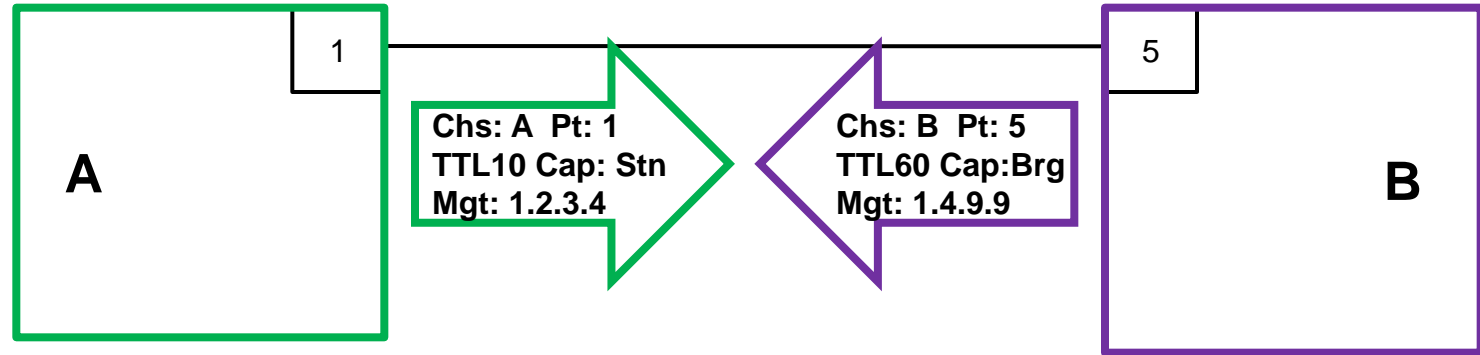 1
5
A
Chs: A Pt: 1
TTL10 Cap: Stn
Mgt: 1.2.3.4
Chs: B Pt: 5
TTL60 Cap:Brg
Mgt: 1.4.9.9
B